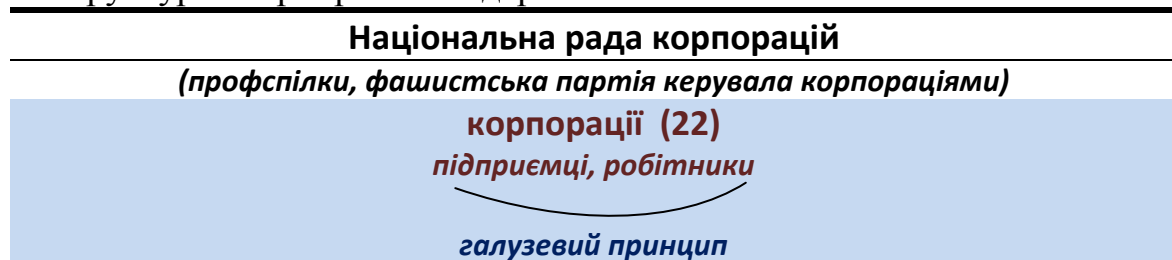 Національна рада корпорацій
(профспілки, фашистська партія керувала корпораціями)
корпорації (22)
підприємці, робітники
галузевий принцип